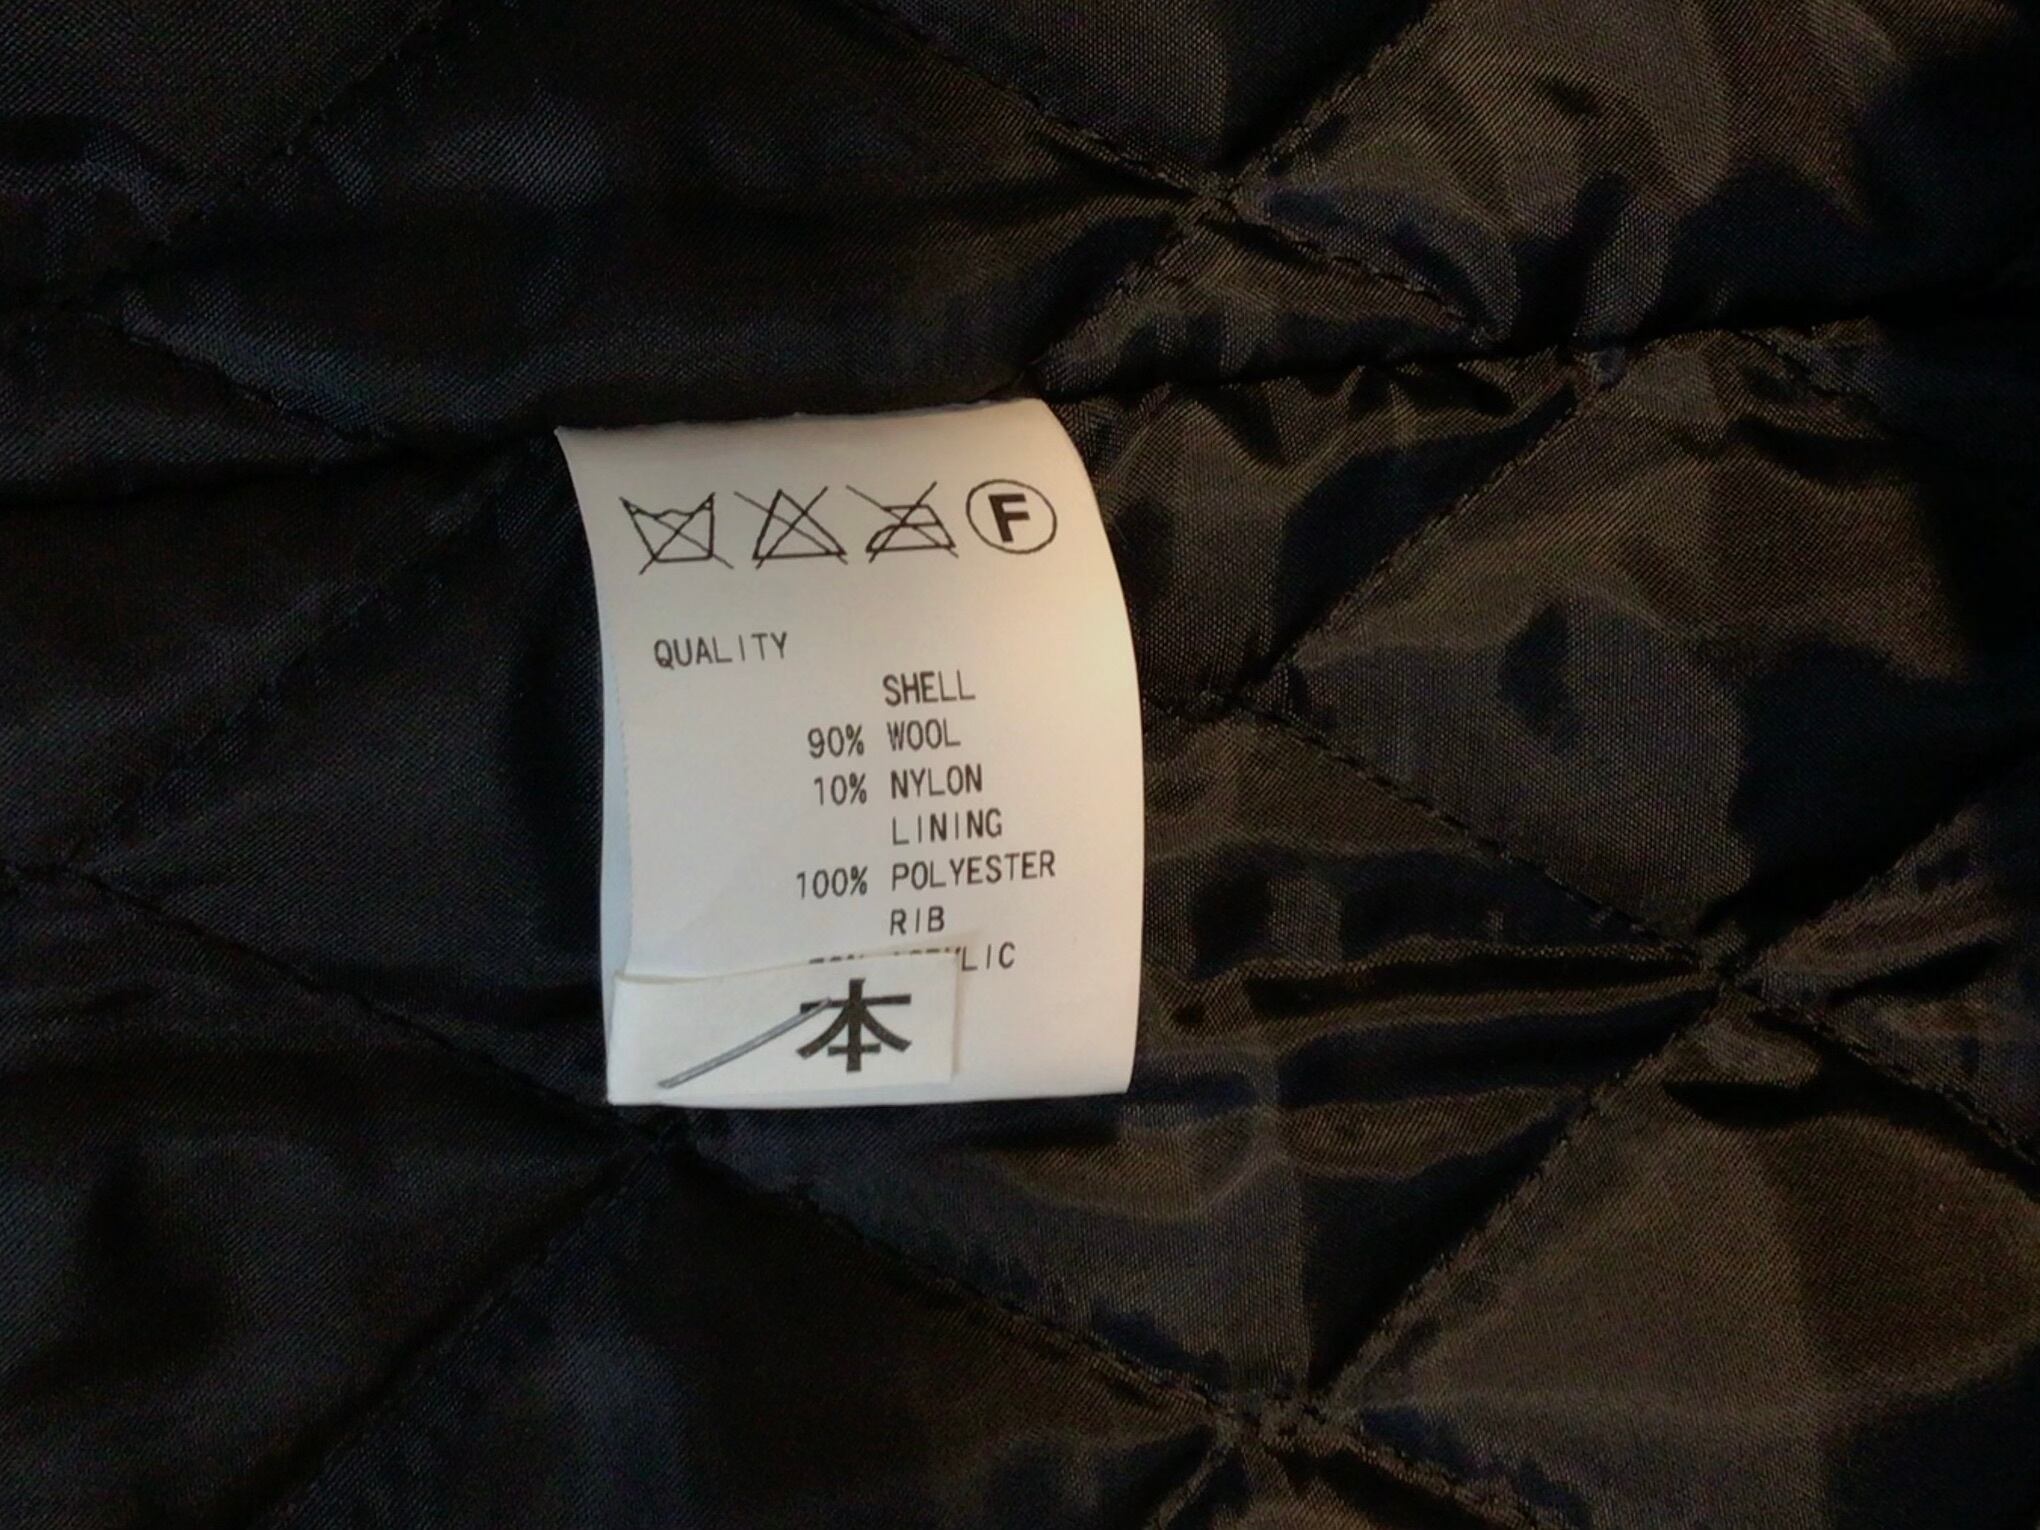 F
QUALITY
SHELL
90% WOOL
10% NYLON
LINING
100% POLYESTER
RIB
本